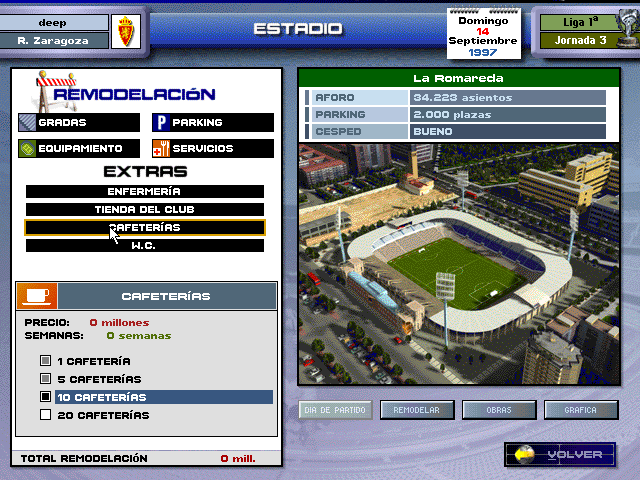 deep
R. Zaragoza
ESTADIO
Domingo
14
Septiembre
1997
Liga 1ª
Jornada 3
REMODELACIÓN
GRADAS
PARKING
EQUIPAMIENTO
SERVICIOS
EXTRAS
ENFERMERÍA
TIENDA DEL CLUB
CAFETERÍAS
W.C.
CAFETERÍAS
PRECIO: 0 millones
SEMANAS: 0 semanas
1 CAFETERÍA
5 CAFETERÍAS
10 CAFETERÍAS
20 CAFETERÍAS
TOTAL REMODELACIÓN 0 mill.
La Romareda
AFORO 34.223 asientos
PARKING 2.000 plazas
CESPED BUENO
DIA DE PARTIDO
REMODELAR
OBRAS
GRAFICA
VOLVER